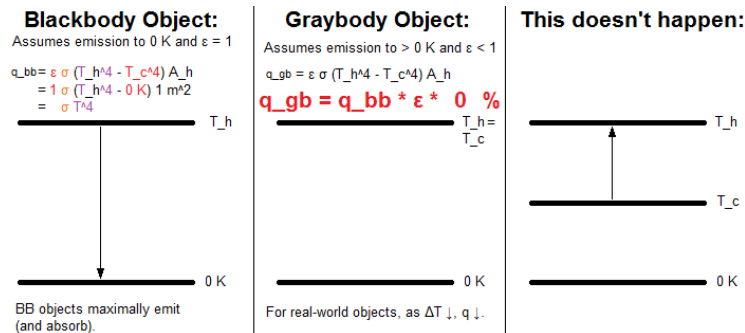 Blackbody Object:
Assumes emission to 0 K and ε = 1
q_bb= ε σ (T_h^4 - T_c^4) A_h
= 1 σ (T_h^4 - 0 K) 1 m^2
= σ T^4
T_h
0 K
BB objects maximally emit
(and absorb).
Graybody Object:
Assumes emission to > 0 K and ε < 1
q_gb= ε σ (T_h^4 - T_c^4) A_h
q_gb = q_bb * ε * 0 %
T_h =
T_c
0 K
For real-world objects, as ΔT ↓, q ↓.
This doesn't happen:
T_h
T_c
0 K